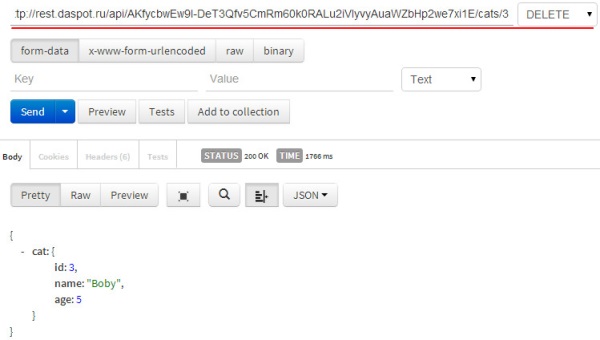 :tp://rest.daspot.ru/api/AKfycbwEw9l-DeT3Qfv5CmRm60k0RALu2iVlyvyAuaWZbHp2we7xi1E/cats/3 DELETE
form-data x-www-form-urlencoded raw binary
Key Value Text
Send Preview Tests Add to collection
Body Cookies Headers (6) Tests STATUS 200 OK TIME 1766 ms
Pretty Raw Preview JSON
{
- cat: {
id: 3,
name: "Boby",
age: 5
}
}